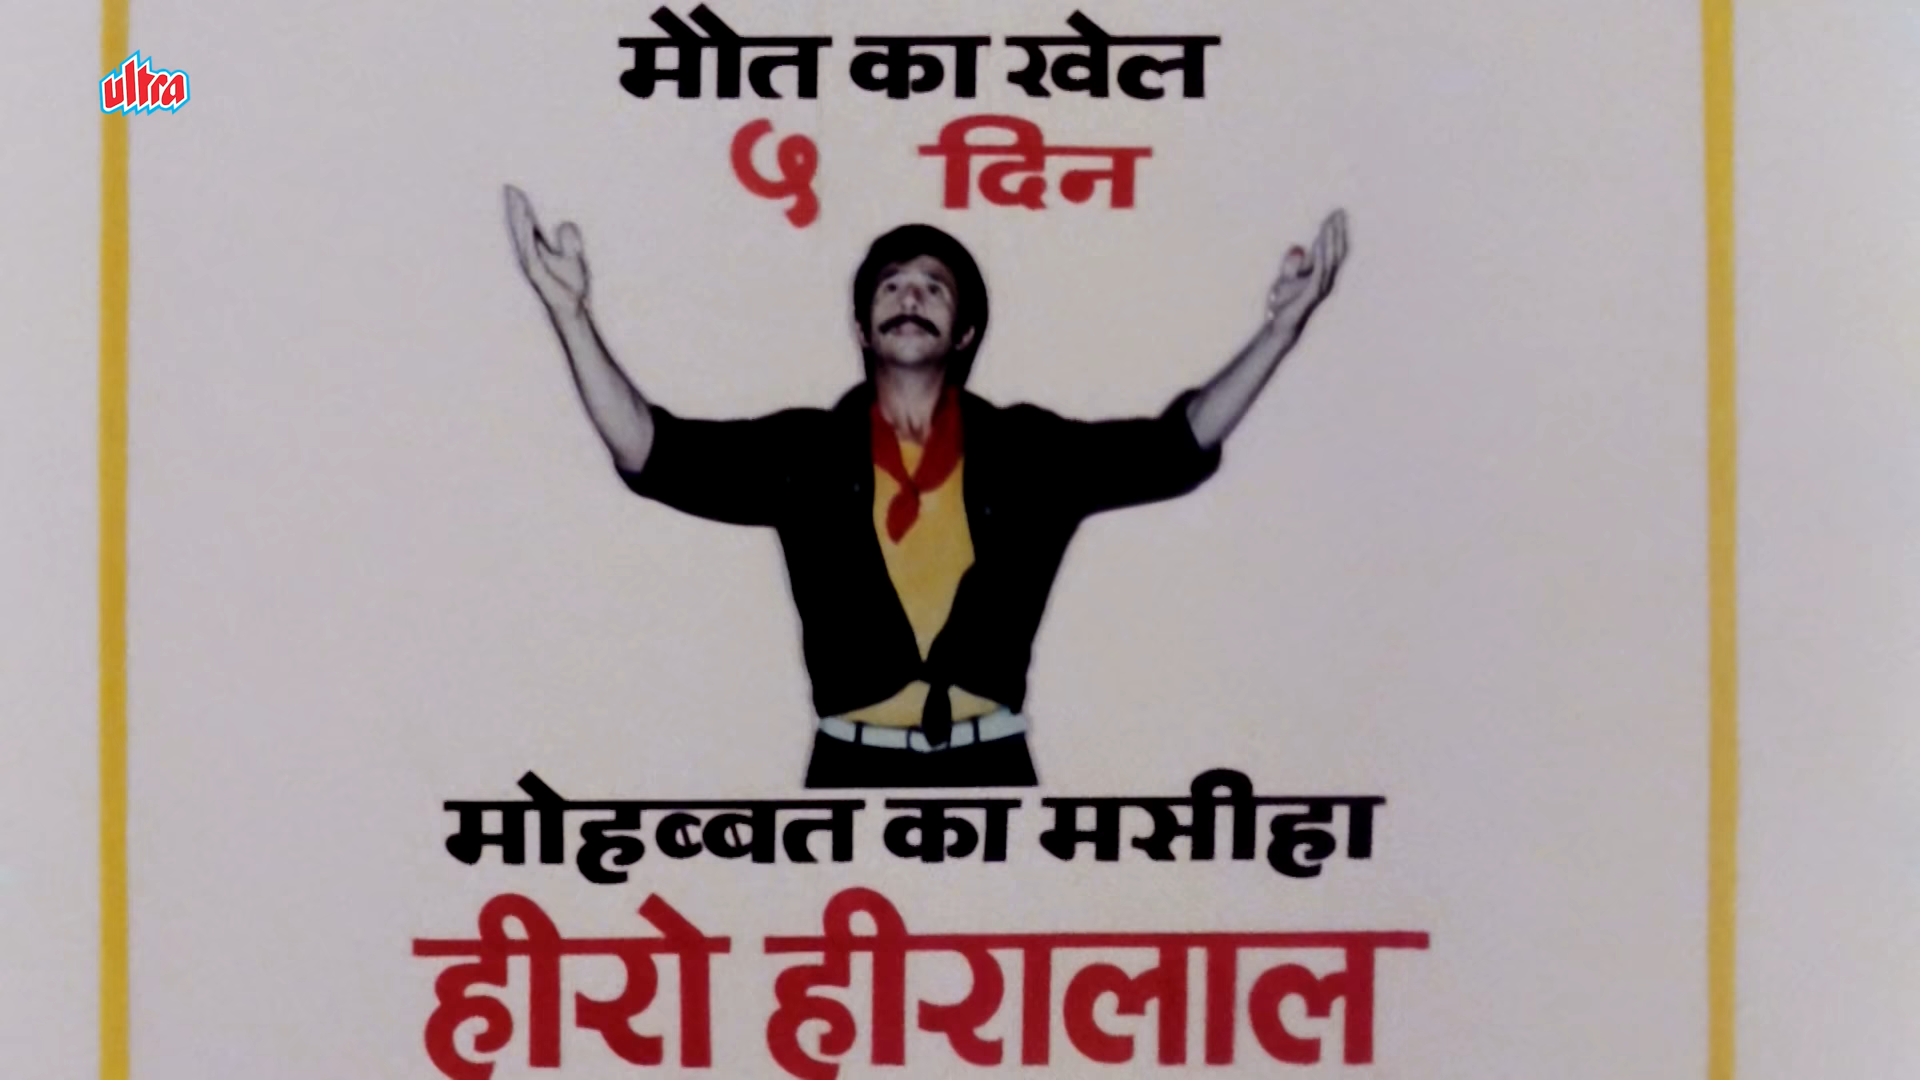 ultra
मौत का खेल
५ दिन
मोहब्बत का मसीहा
हीरो हीरालाल